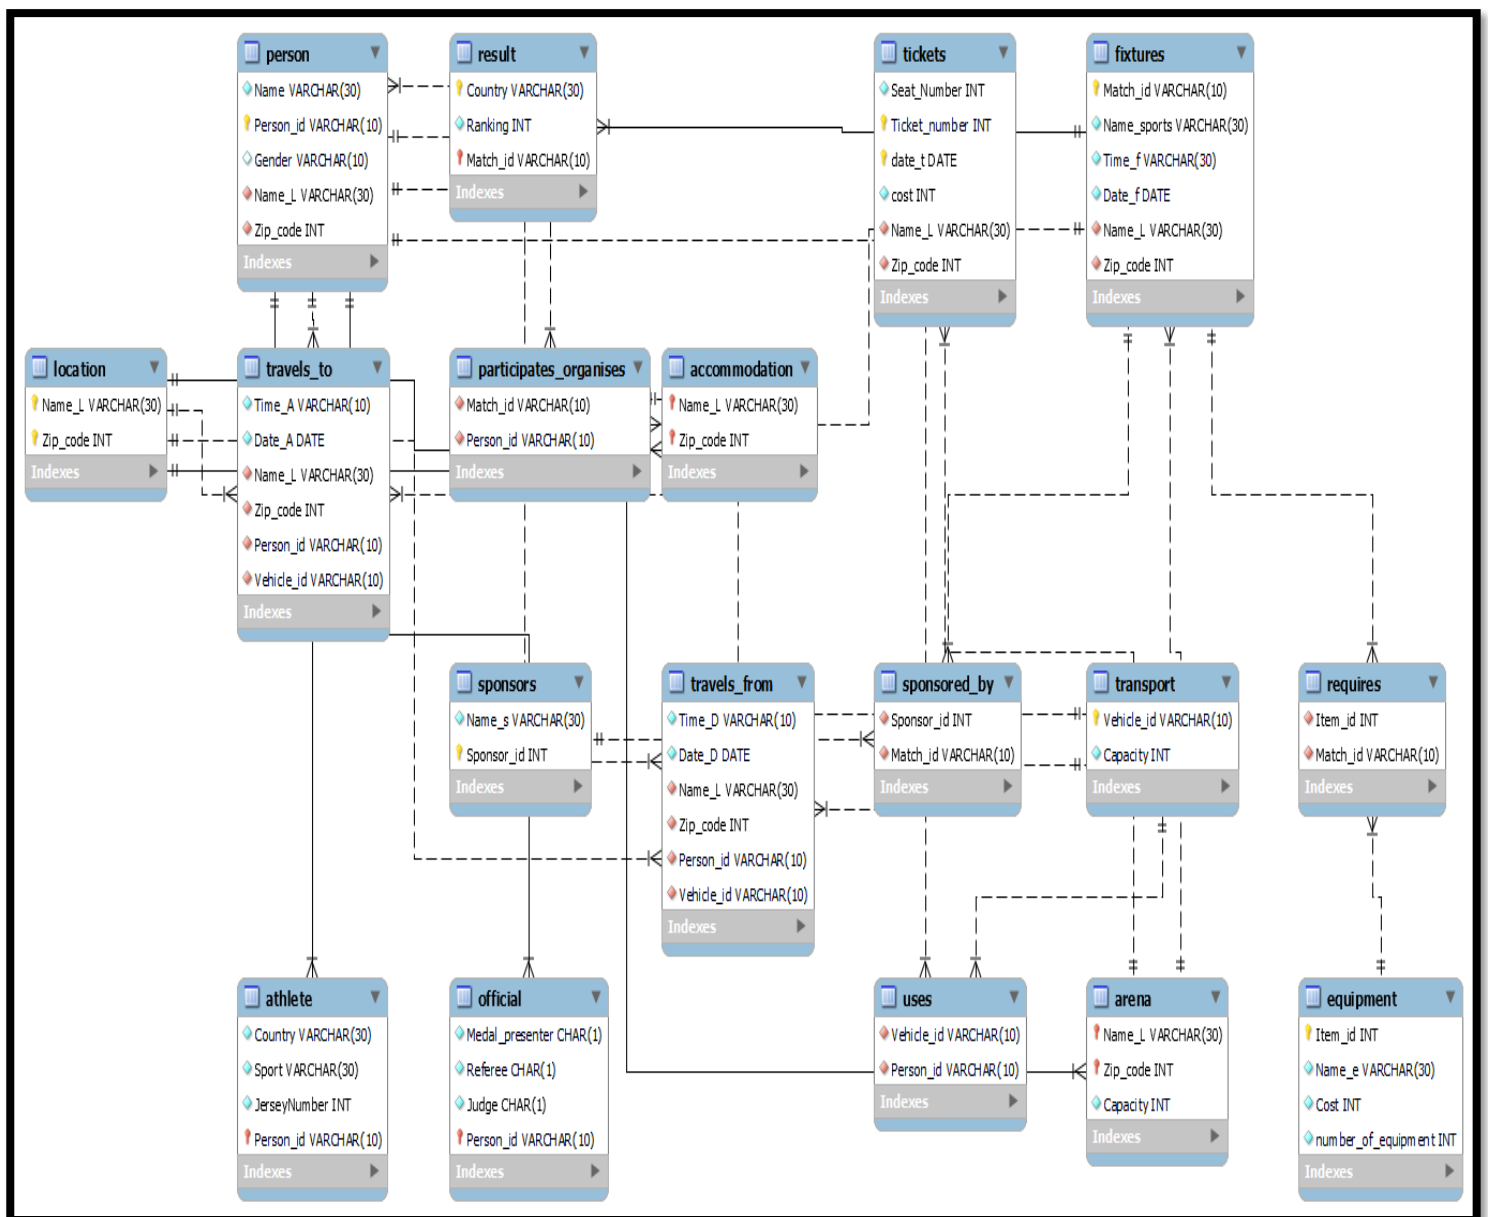 person
Name VARCHAR(30)
Person_id VARCHAR(10)
Gender VARCHAR(10)
Name_L VARCHAR(30)
Zip_code INT
Indexes
result
Country VARCHAR(30)
Ranking INT
Match_id VARCHAR(10)
Indexes
tickets
Seat_Number INT
Ticket_number INT
date_t DATE
cost INT
Name_L VARCHAR(30)
Zip_code INT
Indexes
fixtures
Match_id VARCHAR(10)
Name_sports VARCHAR(30)
Time_f VARCHAR(30)
Date_f DATE
Name_L VARCHAR(30)
Zip_code INT
Indexes
location
Name_L VARCHAR(30)
Zip_code INT
Indexes
travels_to
Time_A VARCHAR(10)
Date_A DATE
Name_L VARCHAR(30)
Zip_code INT
Person_id VARCHAR(10)
Vehicle_id VARCHAR(10)
Indexes
participates_organises
Match_id VARCHAR(10)
Person_id VARCHAR(10)
Indexes
accommodation
Name_L VARCHAR(30)
Zip_code INT
Indexes
sponsors
Name_s VARCHAR(30)
Sponsor_id INT
Indexes
travels_from
Time_D VARCHAR(10)
Date_D DATE
Name_L VARCHAR(30)
Zip_code INT
Person_id VARCHAR(10)
Vehicle_id VARCHAR(10)
Indexes
sponsored_by
Sponsor_id INT
Match_id VARCHAR(10)
Indexes
transport
Vehicle_id VARCHAR(10)
Capacity INT
Indexes
requires
Item_id INT
Match_id VARCHAR(10)
Indexes
athlete
Country VARCHAR(30)
Sport VARCHAR(30)
JerseyNumber INT
Person_id VARCHAR(10)
Indexes
official
Medal_presenter CHAR(1)
Referee CHAR(1)
Judge CHAR(1)
Person_id VARCHAR(10)
Indexes
uses
Vehicle_id VARCHAR(10)
Person_id VARCHAR(10)
Indexes
arena
Name_L VARCHAR(30)
Zip_code INT
Capacity INT
Indexes
equipment
Item_id INT
Name_e VARCHAR(30)
Cost INT
number_of_equipment INT
Indexes